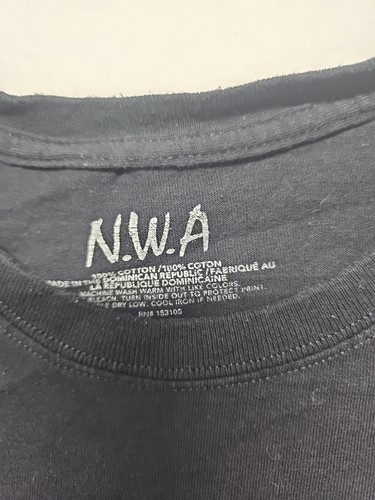 N.W.A
100% COTTON / 100% COTON
MADE IN THE DOMINICAN REPUBLIC / FABRIQUÉ AU
LA RÉPUBLIQUE DOMINICAINE
MACHINE WASH WARM WITH LIKE COLORS.
BLEACH. TURN INSIDE OUT TO PROTECT PRINT.
DRY LOW. COOL IRON IF NEEDED.
RN# 153105